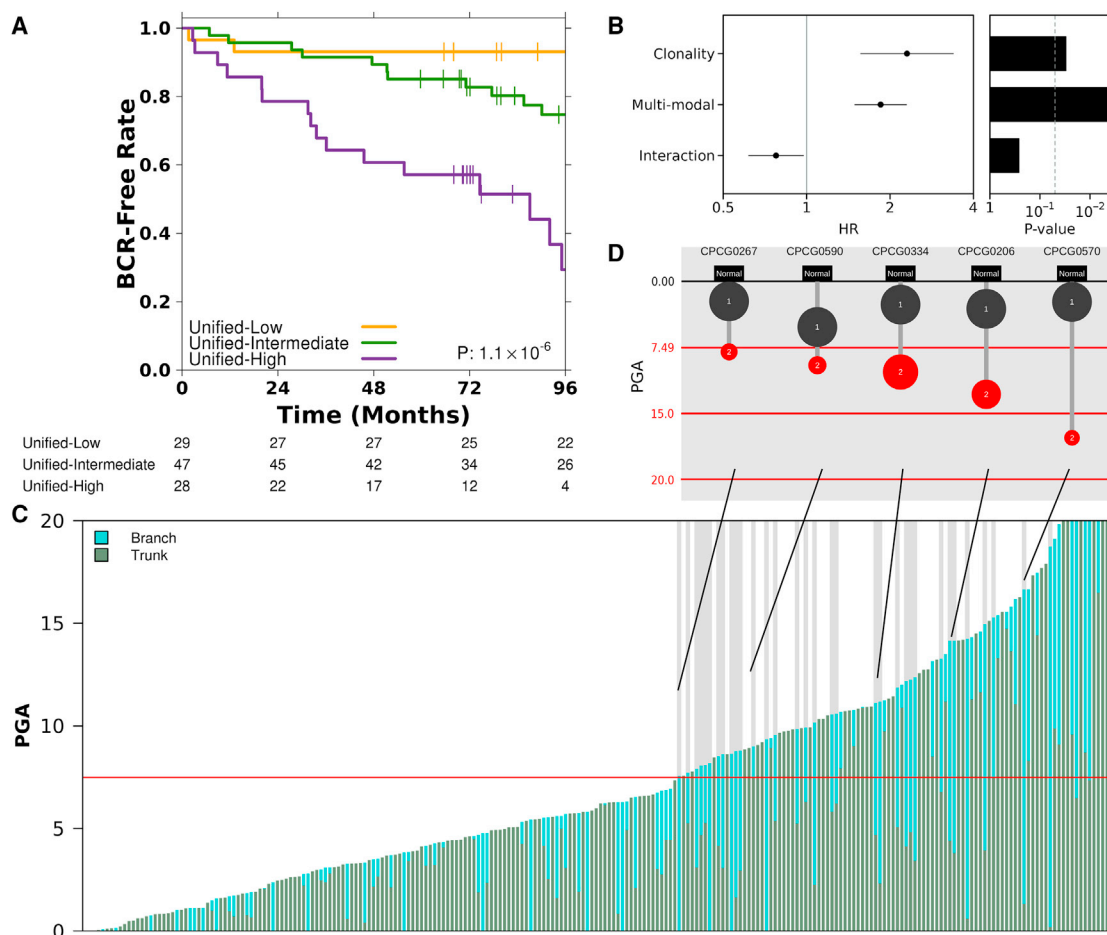 A
1.0
0.8
0.6
0.4
0.2
0.0
BCR-Free Rate
Unified-Low
Unified-Intermediate
Unified-High
P: 1.1 × 10⁻⁶
0 24 48 72 96
Time (Months)
Unified-Low 29 27 27 25 22
Unified-Intermediate 47 45 42 34 26
Unified-High 28 22 17 12 4
B
Clonality
Multi-modal
Interaction
0.5 1 2 4
HR
1 10⁻¹ 10⁻²
P-value
D
CPCG0267 CPCG0590 CPCG0334 CPCG0206 CPCG0570
Normal Normal Normal Normal Normal
0.00
7.49
15.0
20.0
PGA
1 1 1 1 1
2 2 2 2 2
C
20
15
10
5
0
PGA
Branch
Trunk